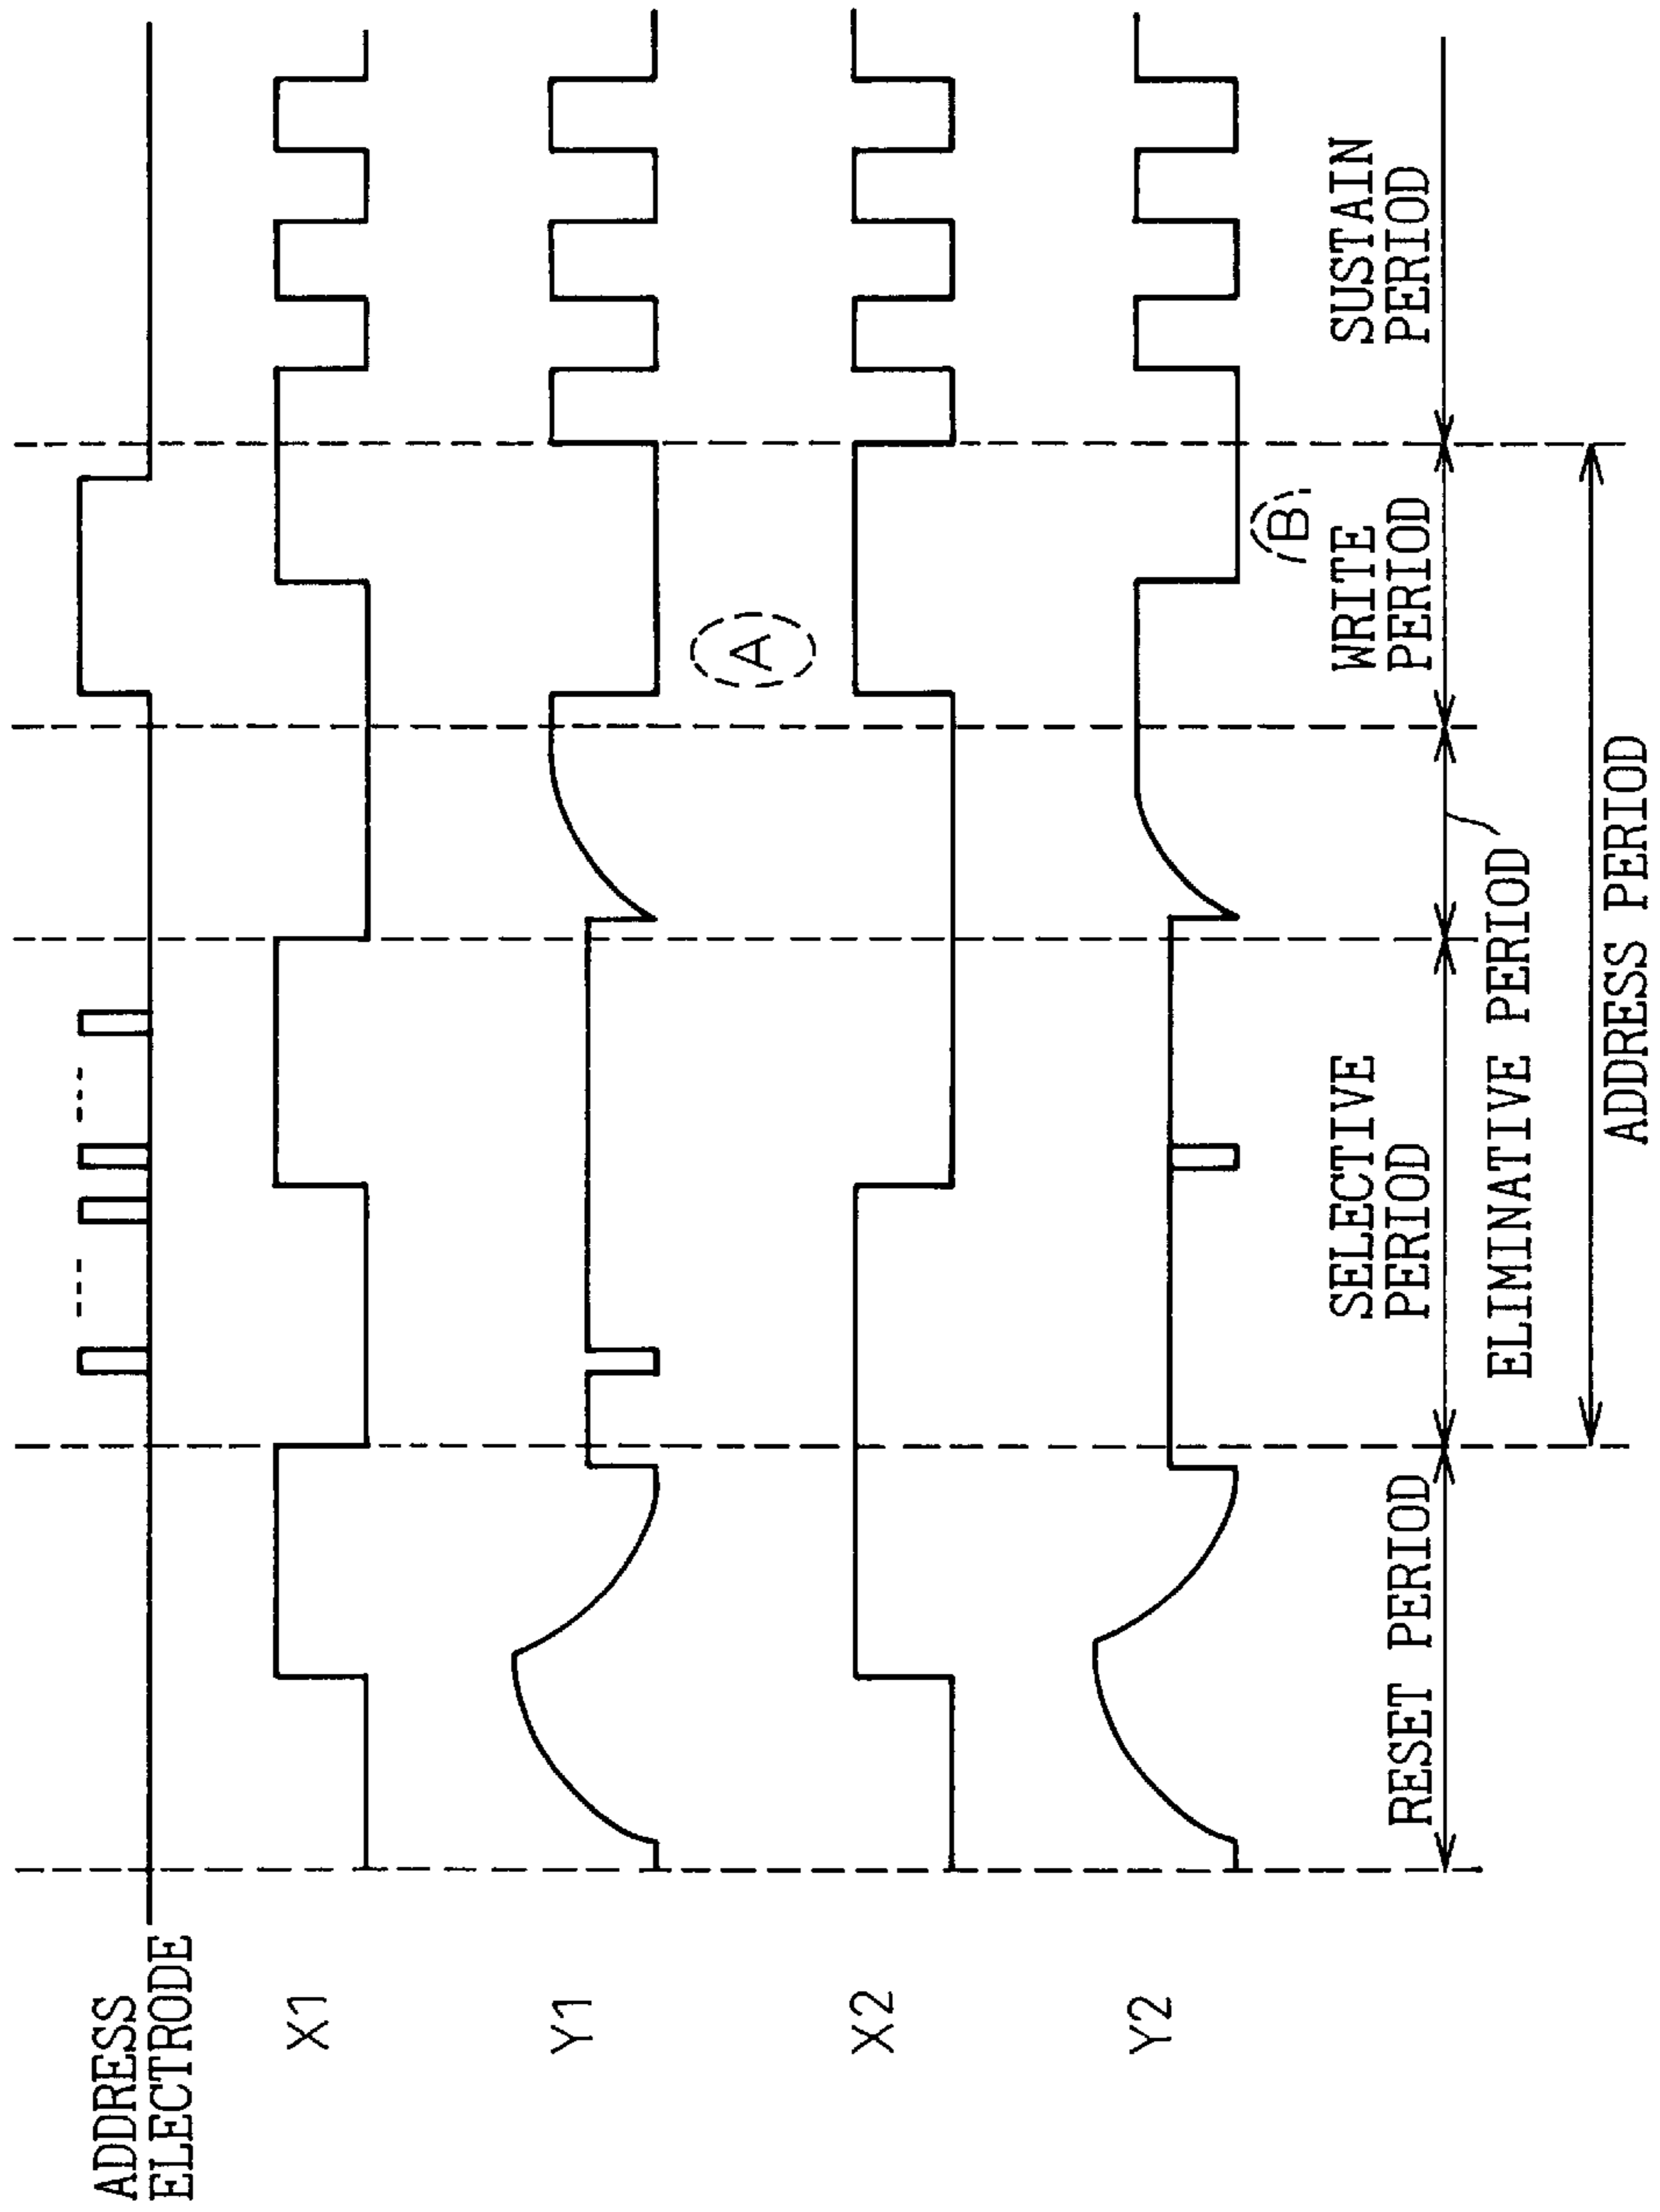 ADDRESS
ELECTRODE
X1
Y1
A
X2
Y2
B
RESET PERIOD
SELECTIVE
PERIOD
WRITE
PERIOD
SUSTAIN
PERIOD
ELIMINATIVE PERIOD
ADDRESS PERIOD